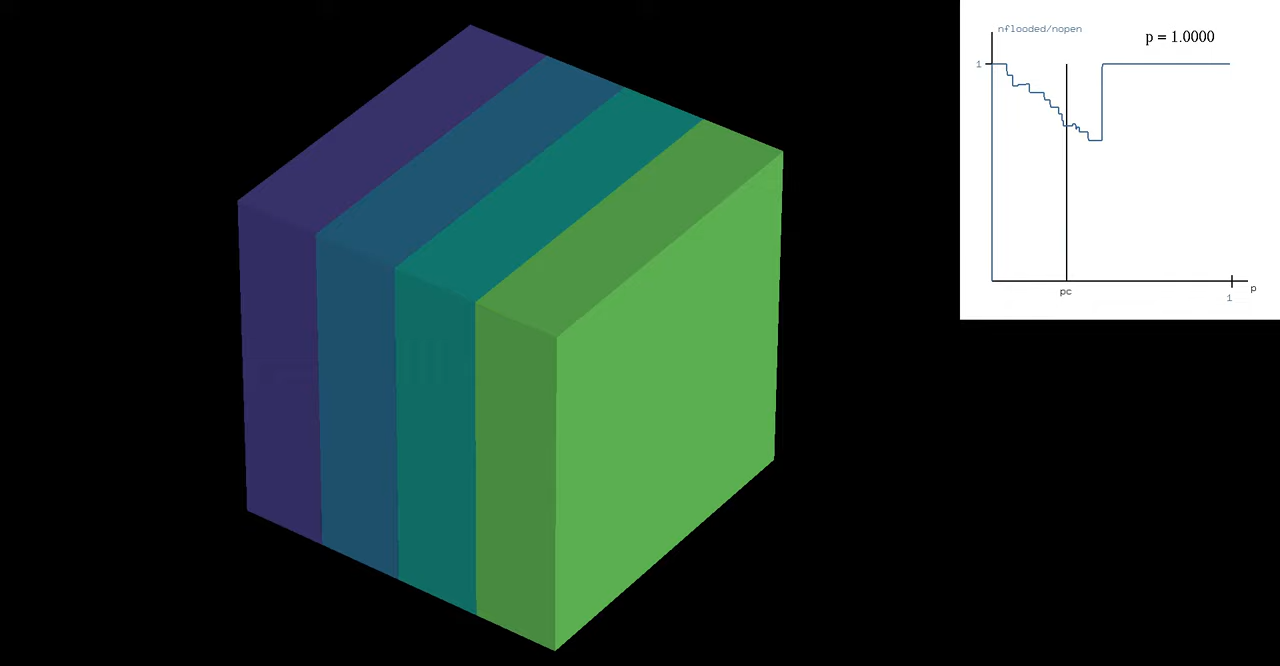 nflooded/nopen
p = 1.0000
1
pc
p
1